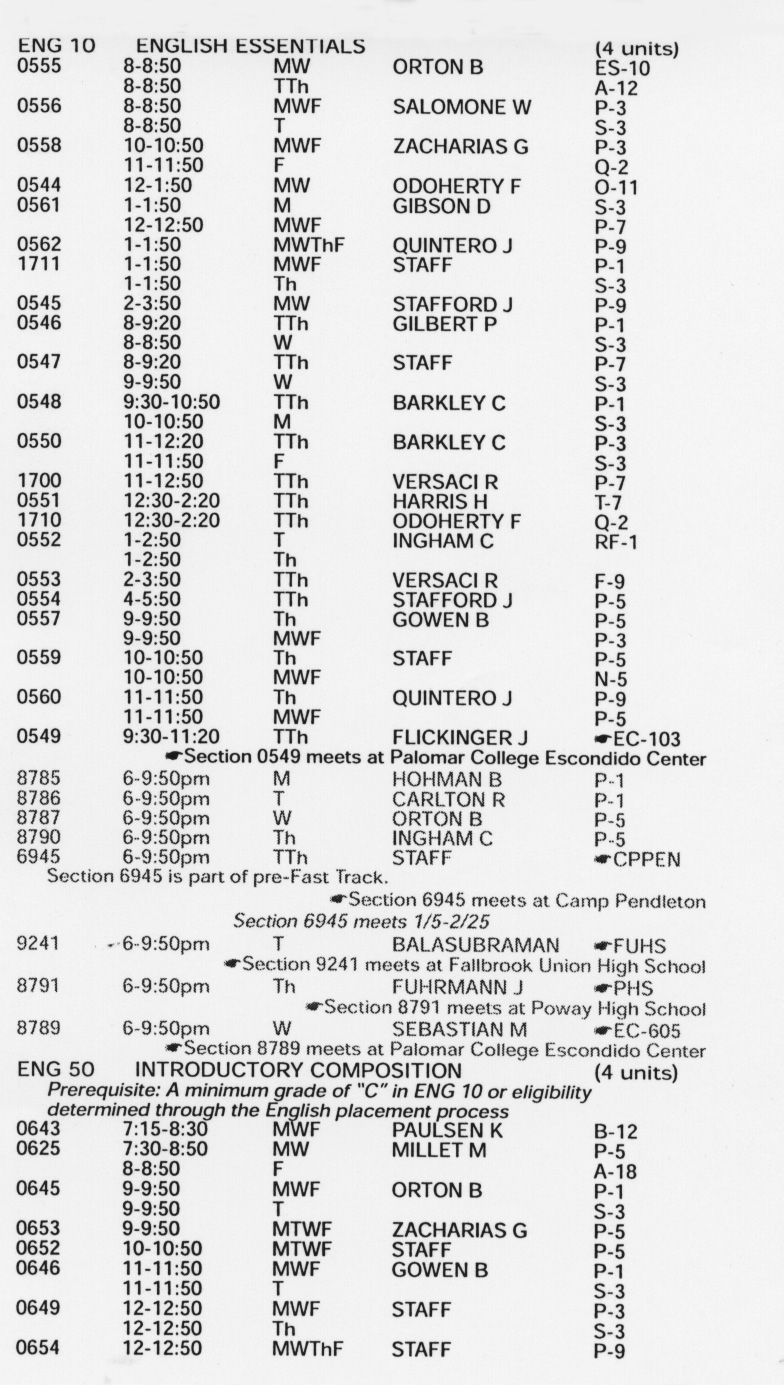 ENG 10 ENGLISH ESSENTIALS (4 units)
0555 8-8:50 MW ORTON B ES-10
8-8:50 TTh A-12
0556 8-8:50 MWF SALOMONE W P-3
8-8:50 T S-3
0558 10-10:50 MWF ZACHARIAS G P-3
11-11:50 F Q-2
0544 12-1:50 MW ODOHERTY F O-11
0561 1-1:50 M GIBSON D S-3
12-12:50 MWF P-7
0562 1-1:50 MWThF QUINTERO J P-9
1711 1-1:50 MWF STAFF P-1
1-1:50 Th S-3
0545 2-3:50 MW STAFFORD J P-9
0546 8-9:20 TTh GILBERT P P-1
8-8:50 W S-3
0547 8-9:20 TTh STAFF P-7
9-9:50 W S-3
0548 9:30-10:50 TTh BARKLEY C P-1
10-10:50 M S-3
0550 11-12:20 TTh BARKLEY C P-3
11-11:50 F S-3
1700 11-12:50 TTh VERSACI R P-7
0551 12:30-2:20 TTh HARRIS H T-7
1710 12:30-2:20 TTh ODOHERTY F Q-2
0552 1-2:50 T INGHAM C RF-1
1-2:50 Th
0553 2-3:50 TTh VERSACI R F-9
0554 4-5:50 TTh STAFFORD J P-5
0557 9-9:50 Th GOWEN B P-5
9-9:50 MWF P-3
0559 10-10:50 Th STAFF P-5
10-10:50 MWF N-5
0560 11-11:50 Th QUINTERO J P-9
11-11:50 MWF P-5
0549 9:30-11:20 TTh FLICKINGER J ☛EC-103
☛Section 0549 meets at Palomar College Escondido Center
8785 6-9:50pm M HOHMAN B P-1
8786 6-9:50pm T CARLTON R P-1
8787 6-9:50pm W ORTON B P-5
8790 6-9:50pm Th INGHAM C P-5
6945 6-9:50pm TTh STAFF ☛CPPEN
Section 6945 is part of pre-Fast Track.
☛Section 6945 meets at Camp Pendleton
Section 6945 meets 1/5-2/25
9241 6-9:50pm T BALASUBRAMAN ☛FUHS
☛Section 9241 meets at Fallbrook Union High School
8791 6-9:50pm Th FUHRMANN J ☛PHS
☛Section 8791 meets at Poway High School
8789 6-9:50pm W SEBASTIAN M ☛EC-605
☛Section 8789 meets at Palomar College Escondido Center
ENG 50 INTRODUCTORY COMPOSITION (4 units)
Prerequisite: A minimum grade of "C" in ENG 10 or eligibility
determined through the English placement process
0643 7:15-8:30 MWF PAULSEN K B-12
0625 7:30-8:50 MW MILLET M P-5
8-8:50 F A-18
0645 9-9:50 MWF ORTON B P-1
9-9:50 T S-3
0653 9-9:50 MTWF ZACHARIAS G P-5
0652 10-10:50 MTWF STAFF P-5
0646 11-11:50 MWF GOWEN B P-1
11-11:50 T S-3
0649 12-12:50 MWF STAFF P-3
12-12:50 Th S-3
0654 12-12:50 MWThF STAFF P-9